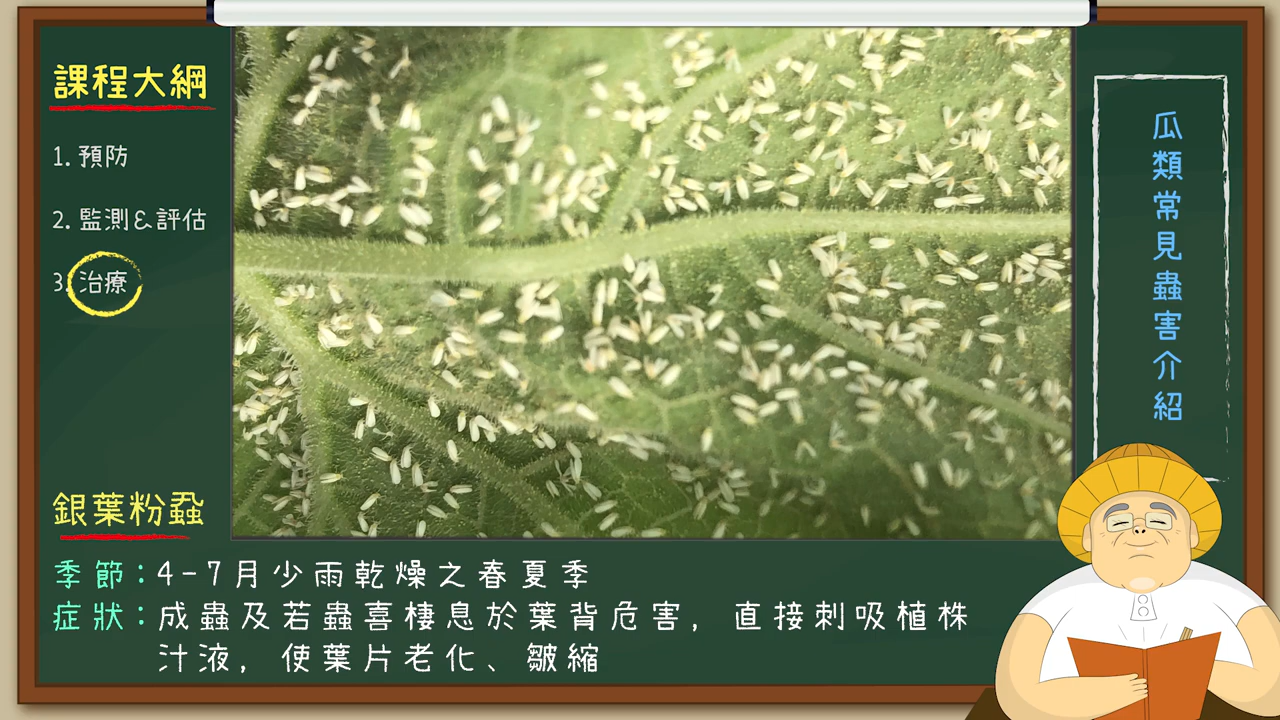 課程大綱
1. 預防
2. 監測&評估
3. 治療
瓜類常見蟲害介紹
銀葉粉蝨
季節：4-7月少雨乾燥之春夏季
症狀：成蟲及若蟲喜棲息於葉背危害，直接刺吸植株
汁液，使葉片老化、皺縮